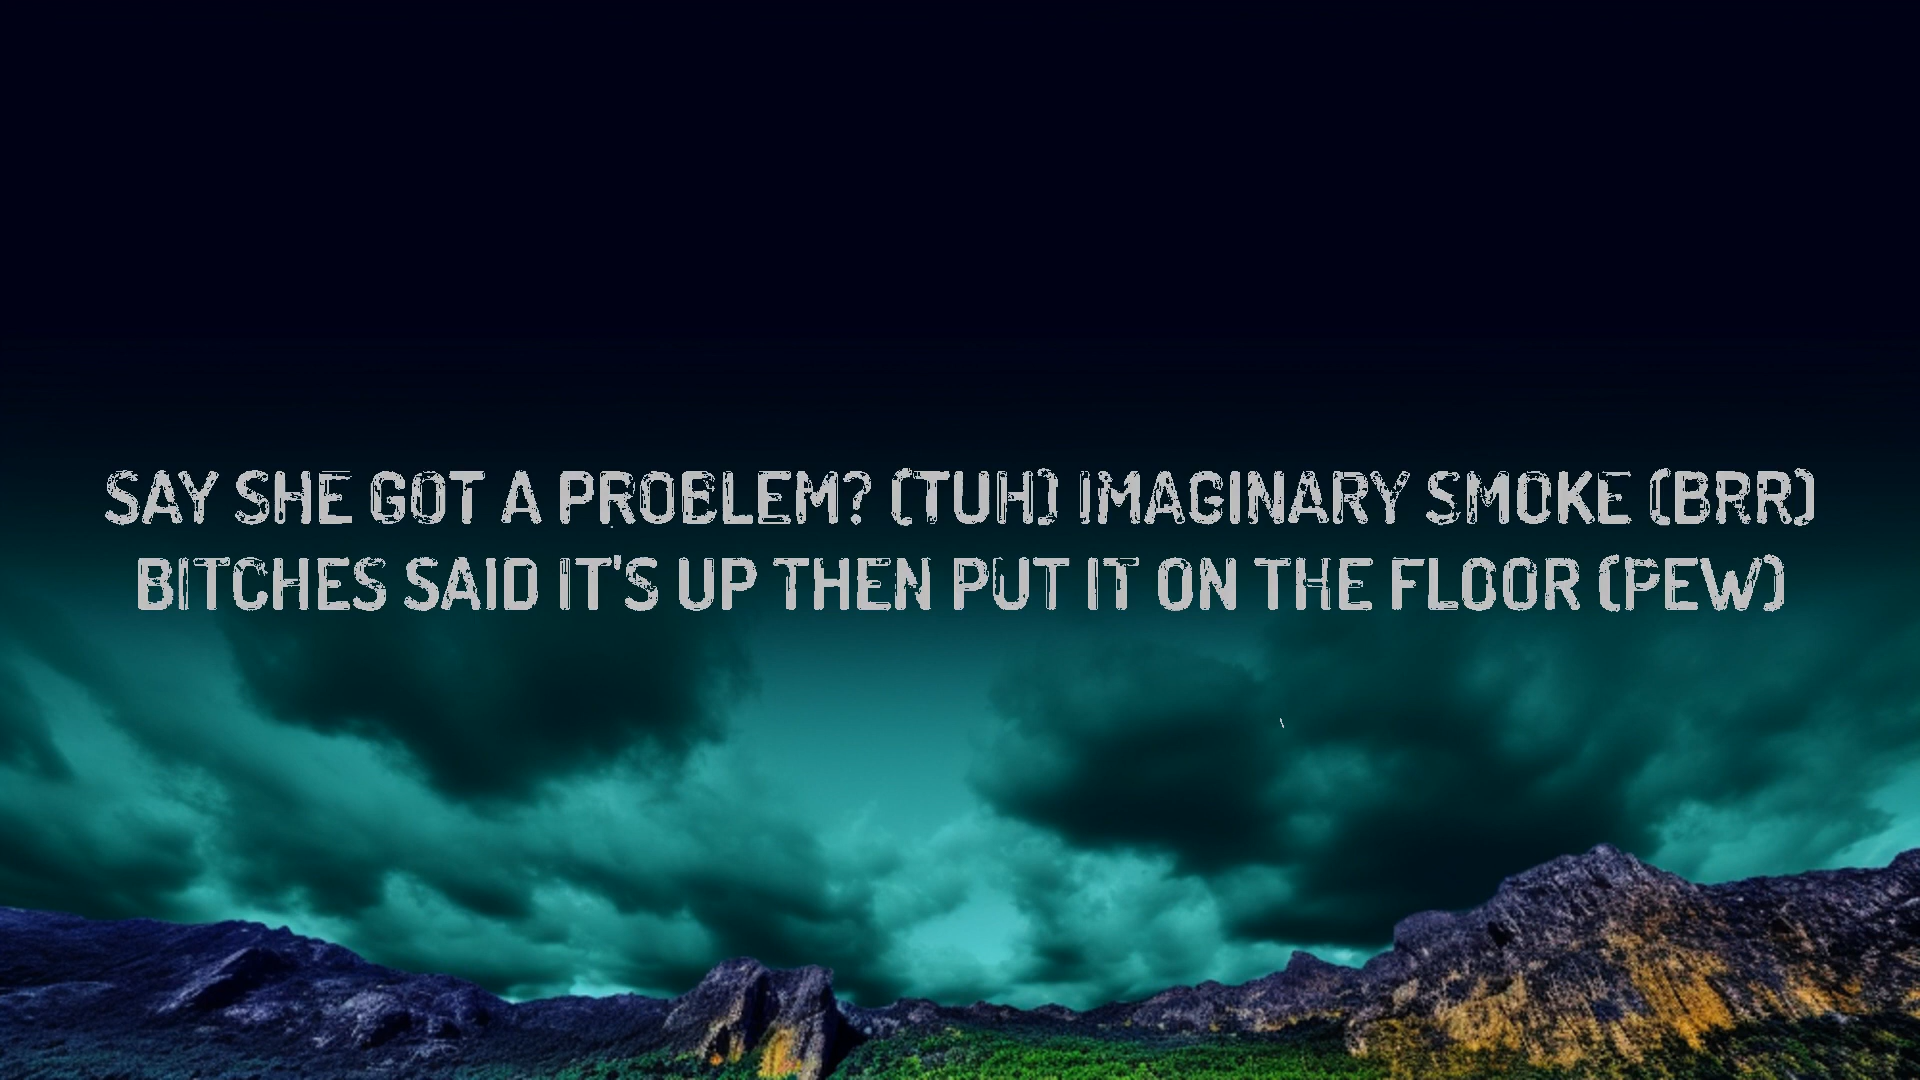 SAY SHE GOT A PROBLEM? (TUH) IMAGINARY SMOKE (BRR)
BITCHES SAID IT'S UP THEN PUT IT ON THE FLOOR (PEW)